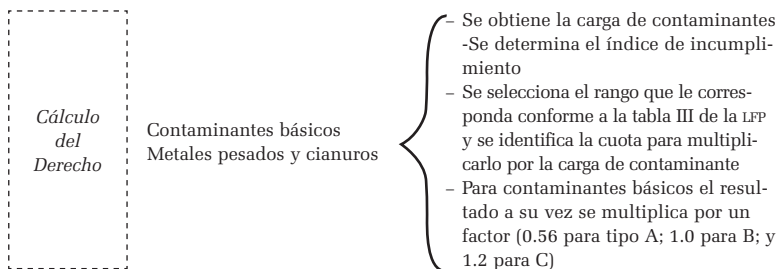 Cálculo
del
Derecho
Contaminantes básicos
Metales pesados y cianuros
– Se obtiene la carga de contaminantes
-Se determina el índice de incumpli-
miento
– Se selecciona el rango que le corres-
ponda conforme a la tabla III de la LFP
y se identifica la cuota para multipli-
carlo por la carga de contaminante
– Para contaminantes básicos el resul-
tado a su vez se multiplica por un
factor (0.56 para tipo A; 1.0 para B; y
1.2 para C)